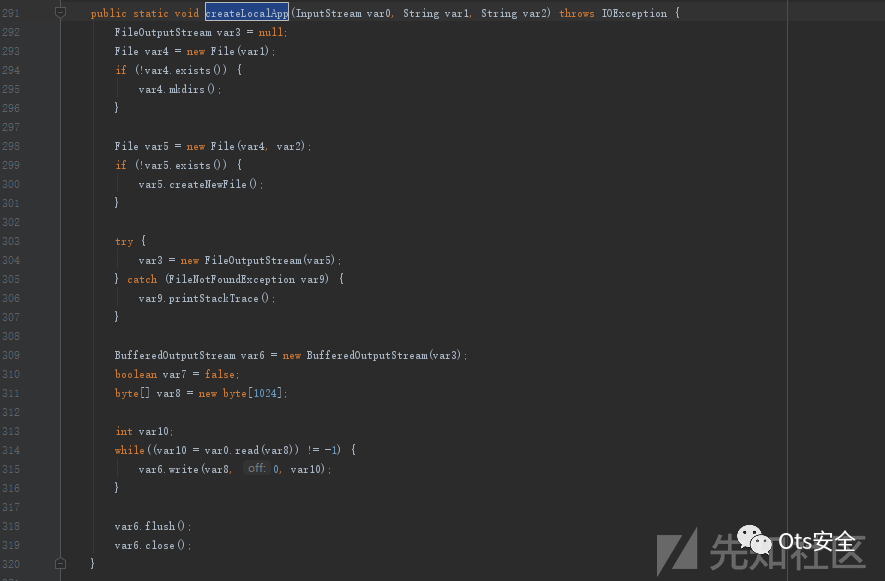 291 public static void createLocalApp(InputStream var0, String var1, String var2) throws IOException {
292 FileOutputStream var3 = null;
293 File var4 = new File(var1);
294 if (!var4.exists()) {
295 var4.mkdirs();
296 }
297
298 File var5 = new File(var4, var2);
299 if (!var5.exists()) {
300 var5.createNewFile();
301 }
302
303 try {
304 var3 = new FileOutputStream(var5);
305 } catch (FileNotFoundException var9) {
306 var9.printStackTrace();
307 }
308
309 BufferedOutputStream var6 = new BufferedOutputStream(var3);
310 boolean var7 = false;
311 byte[] var8 = new byte[1024];
312
313 int var10;
314 while((var10 = var0.read(var8)) != -1) {
315 var6.write(var8, off: 0, var10);
316 }
317
318 var6.flush();
319 var6.close();
320 }
Ots安全
先知社区